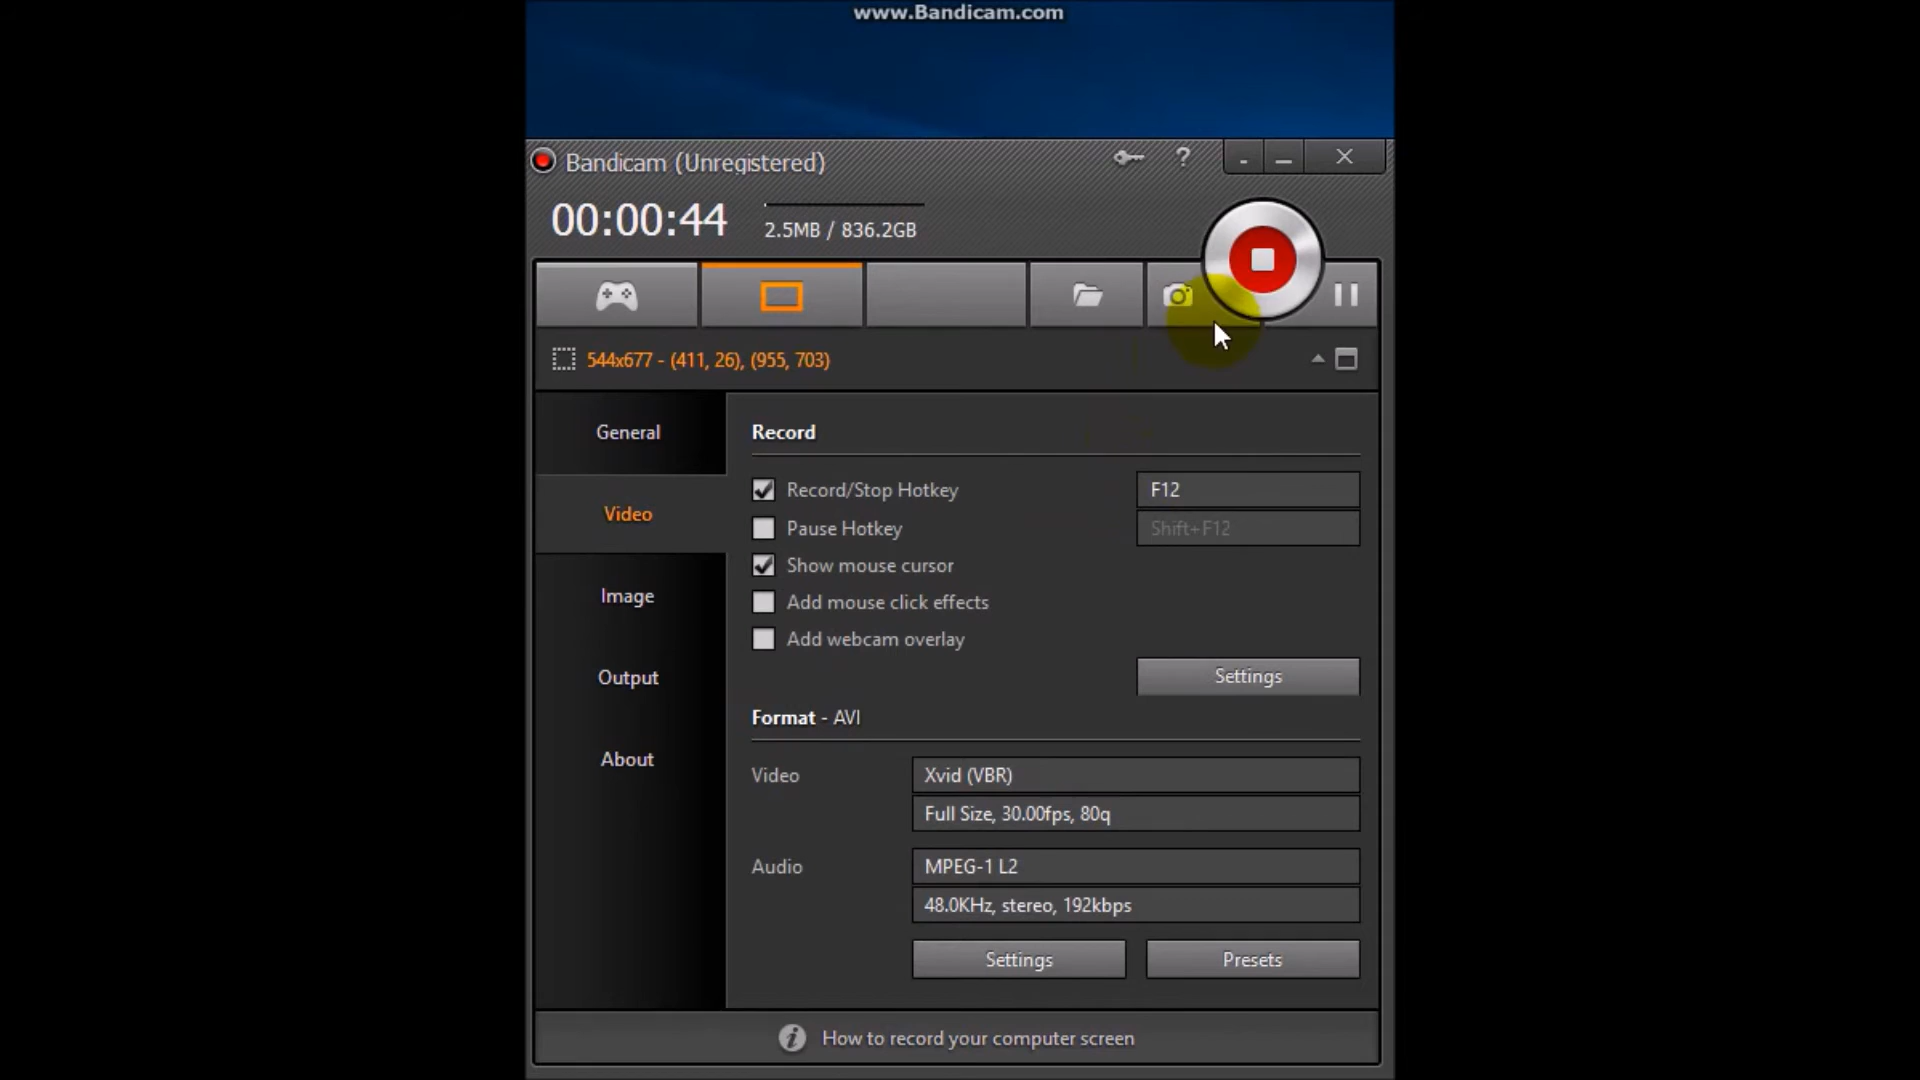 www.Bandicam.com
Bandicam (Unregistered)
?
00:00:44
2.5MB / 836.2GB
544x677 - (411, 26), (955, 703)
General
Video
Image
Output
About
Record
Record/Stop Hotkey
F12
Pause Hotkey
Shift+F12
Show mouse cursor
Add mouse click effects
Add webcam overlay
Settings
Format - AVI
Video
Xvid (VBR)
Full Size, 30.00fps, 80q
Audio
MPEG-1 L2
48.0KHz, stereo, 192kbps
Settings
Presets
How to record your computer screen